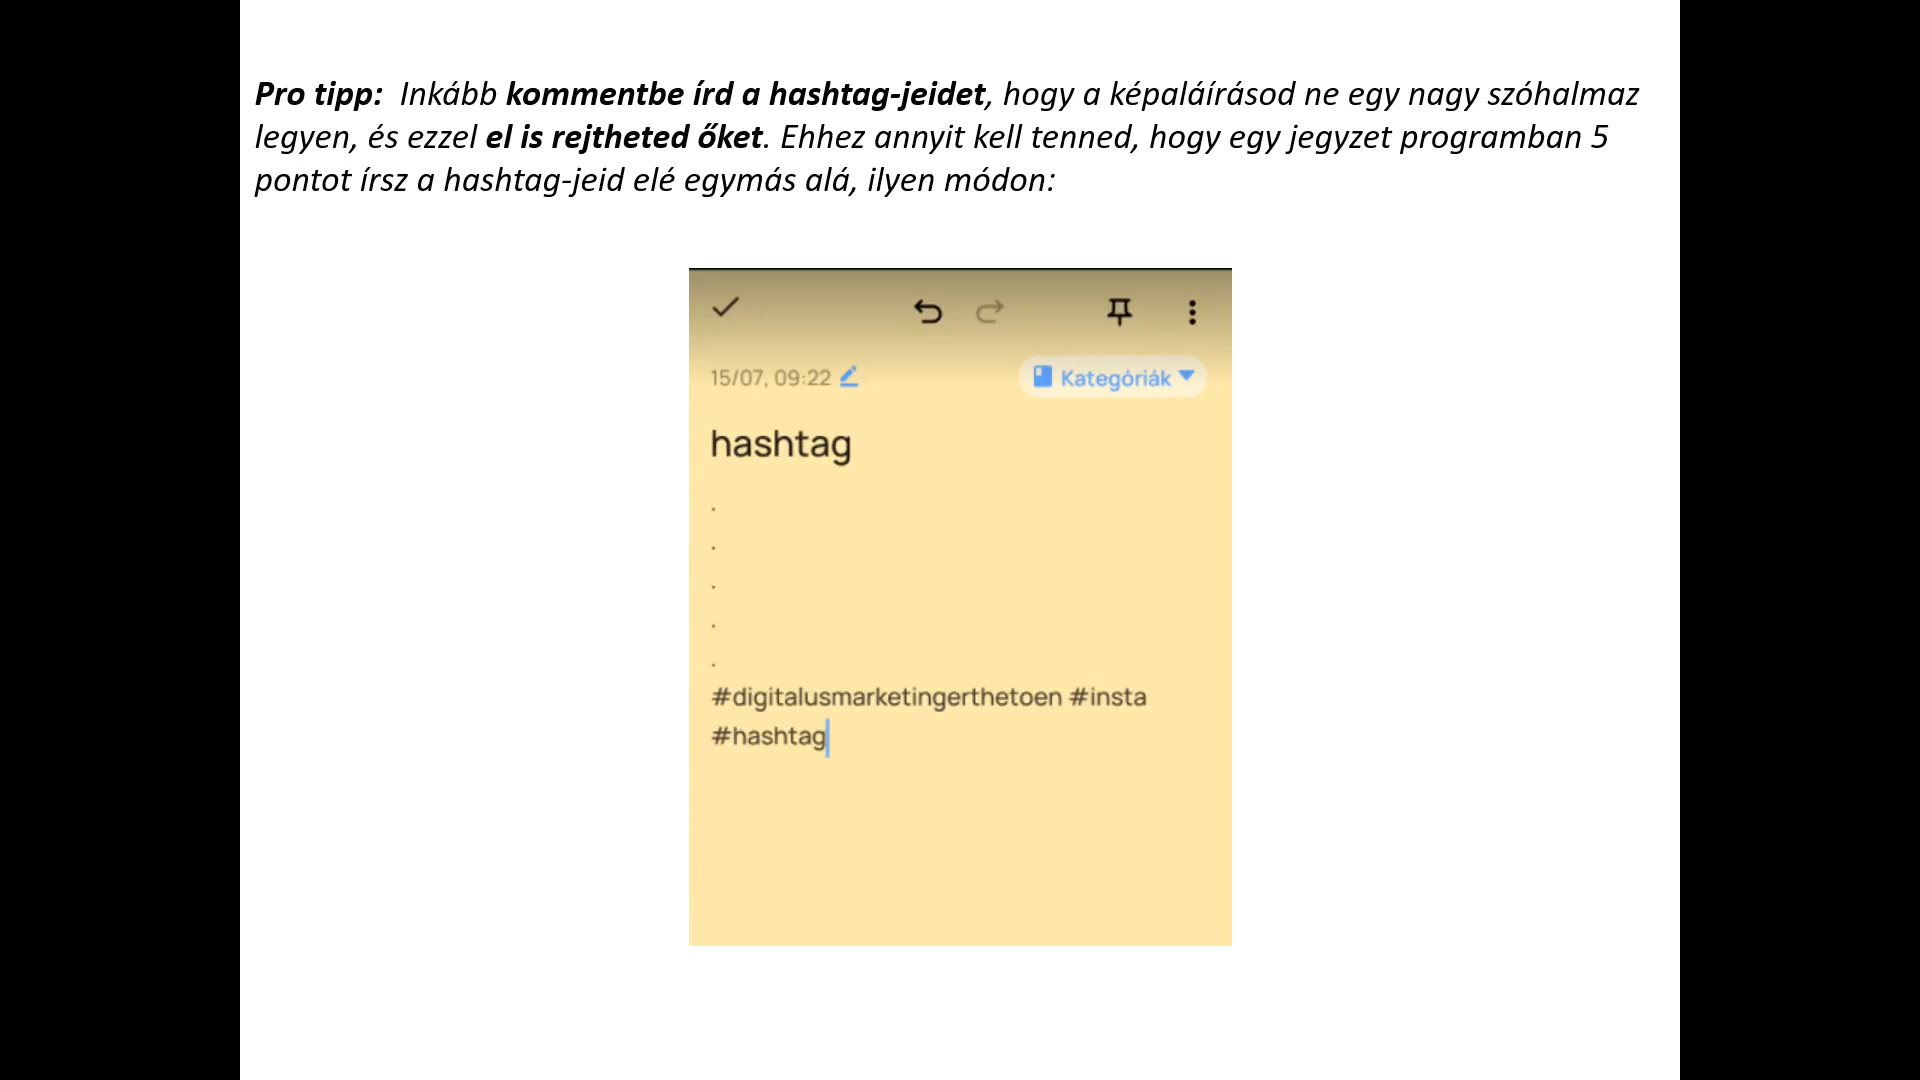 Pro tipp:  Inkább kommentbe írd a hashtag-jeidet, hogy a képaláírásod ne egy nagy szóhalmaz
legyen, és ezzel el is rejtheted őket. Ehhez annyit kell tenned, hogy egy jegyzet programban 5
pontot írsz a hashtag-jeid elé egymás alá, ilyen módon:
15/07, 09:22 Kategóriák
hashtag
.
.
.
.
.
#digitalusmarketingerthetoen #insta
#hashtag